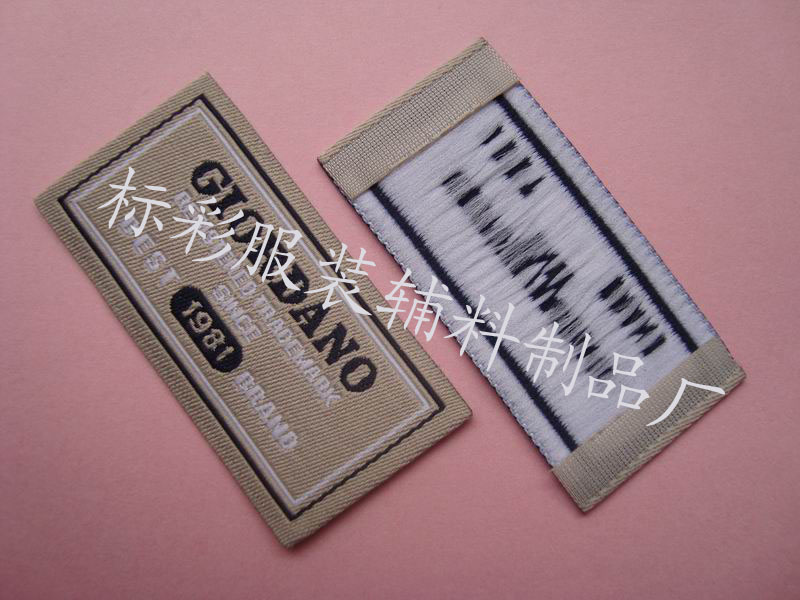 GIORDANO
REGISTERED TRADEMARK
SINCE
BEST 1981 BRAND
标彩服装辅料制品厂